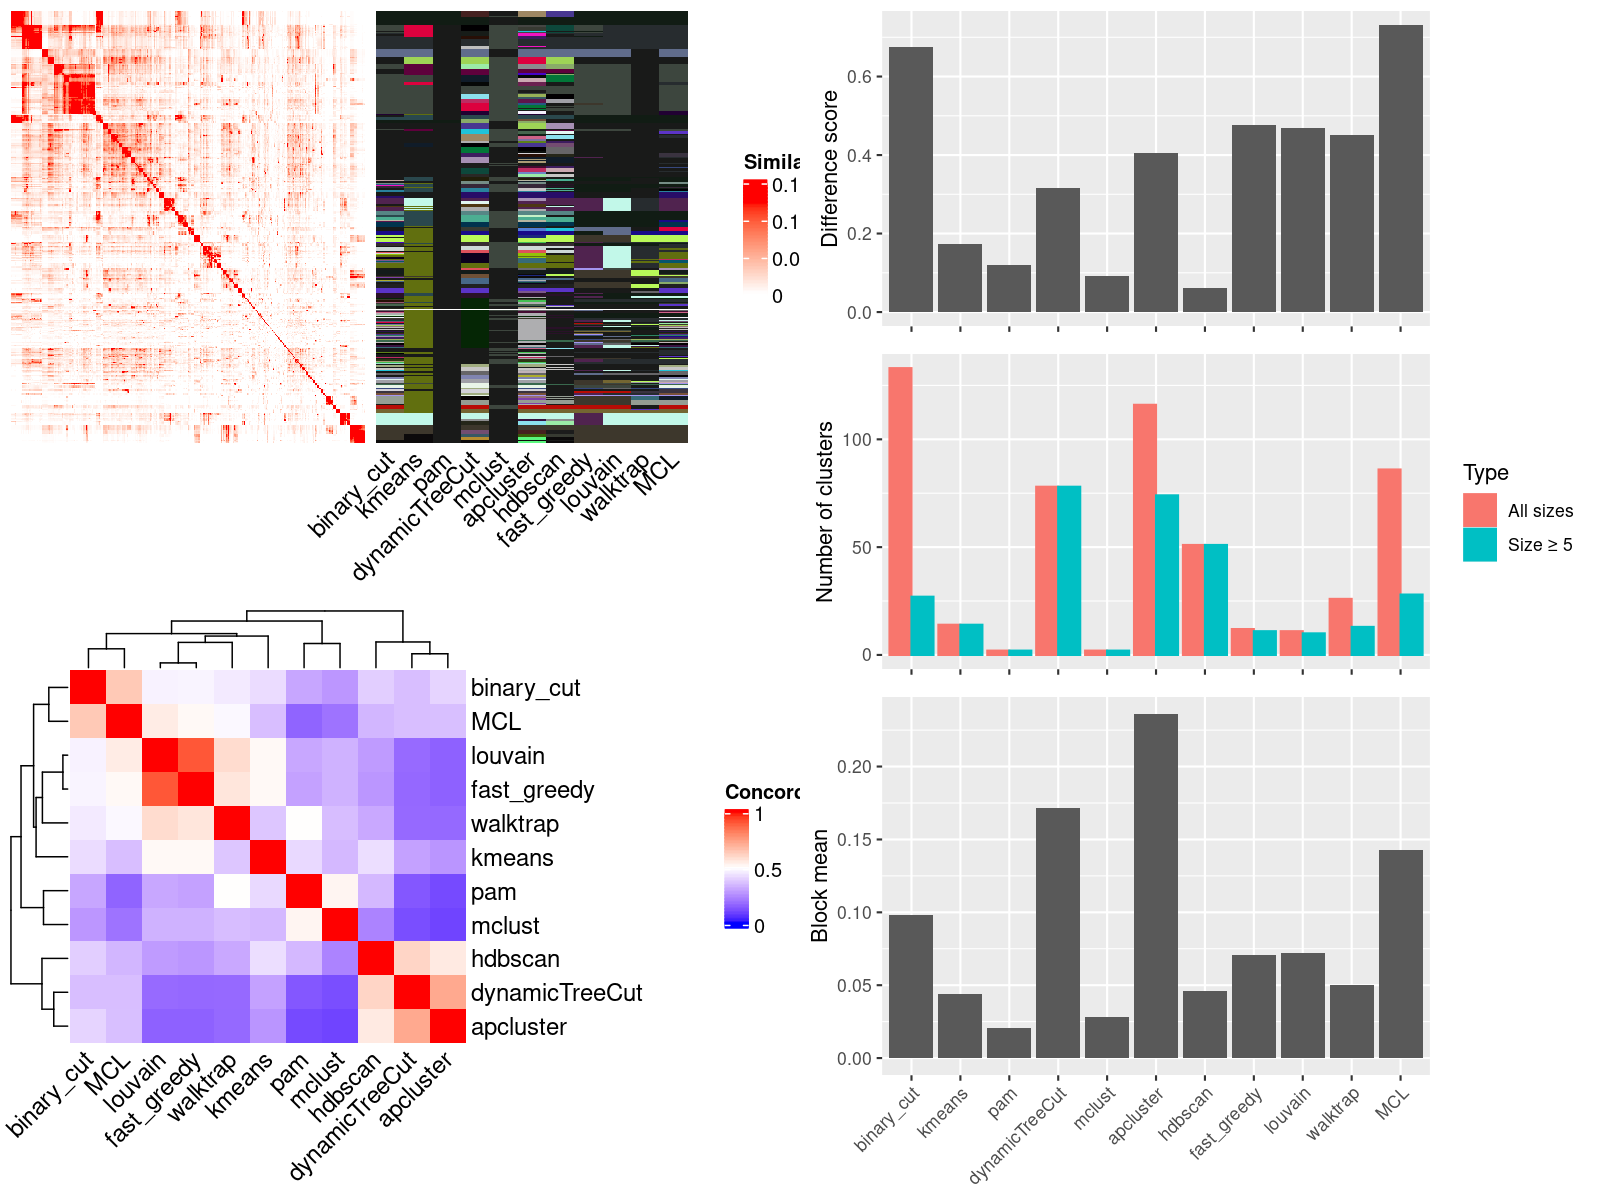 Simila
0.1
0.1
0.0
0
binary_cut
kmeans
pam
dynamicTreeCut
mclust
apcluster
hdbscan
fast_greedy
louvain
walktrap
MCL
binary_cut
MCL
louvain
fast_greedy
walktrap
kmeans
pam
mclust
hdbscan
dynamicTreeCut
apcluster
Concord
1
0.5
0
binary_cut
MCL
louvain
fast_greedy
walktrap
kmeans
pam
mclust
hdbscan
dynamicTreeCut
apcluster
Difference score
0.6
0.4
0.2
0.0
Number of clusters
100
50
0
Type
All sizes
Size ≥ 5
Block mean
0.20
0.15
0.10
0.05
0.00
binary_cut
kmeans
pam
dynamicTreeCut
mclust
apcluster
hdbscan
fast_greedy
louvain
walktrap
MCL